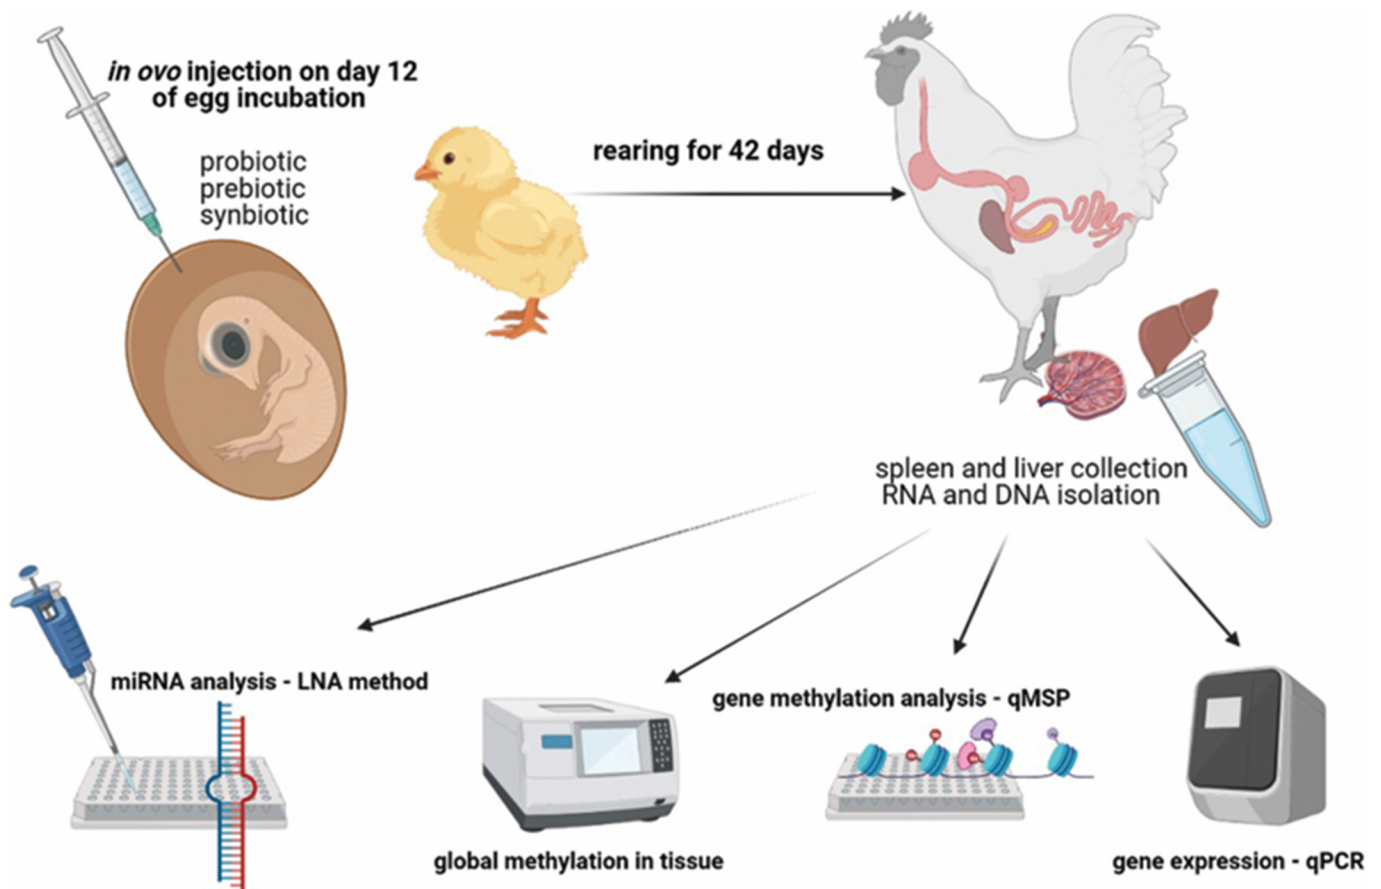 in ovo injection on day 12
of egg incubation
probiotic
prebiotic
synbiotic
rearing for 42 days
spleen and liver collection
RNA and DNA isolation
miRNA analysis - LNA method
global methylation in tissue
gene methylation analysis - qMSP
gene expression - qPCR